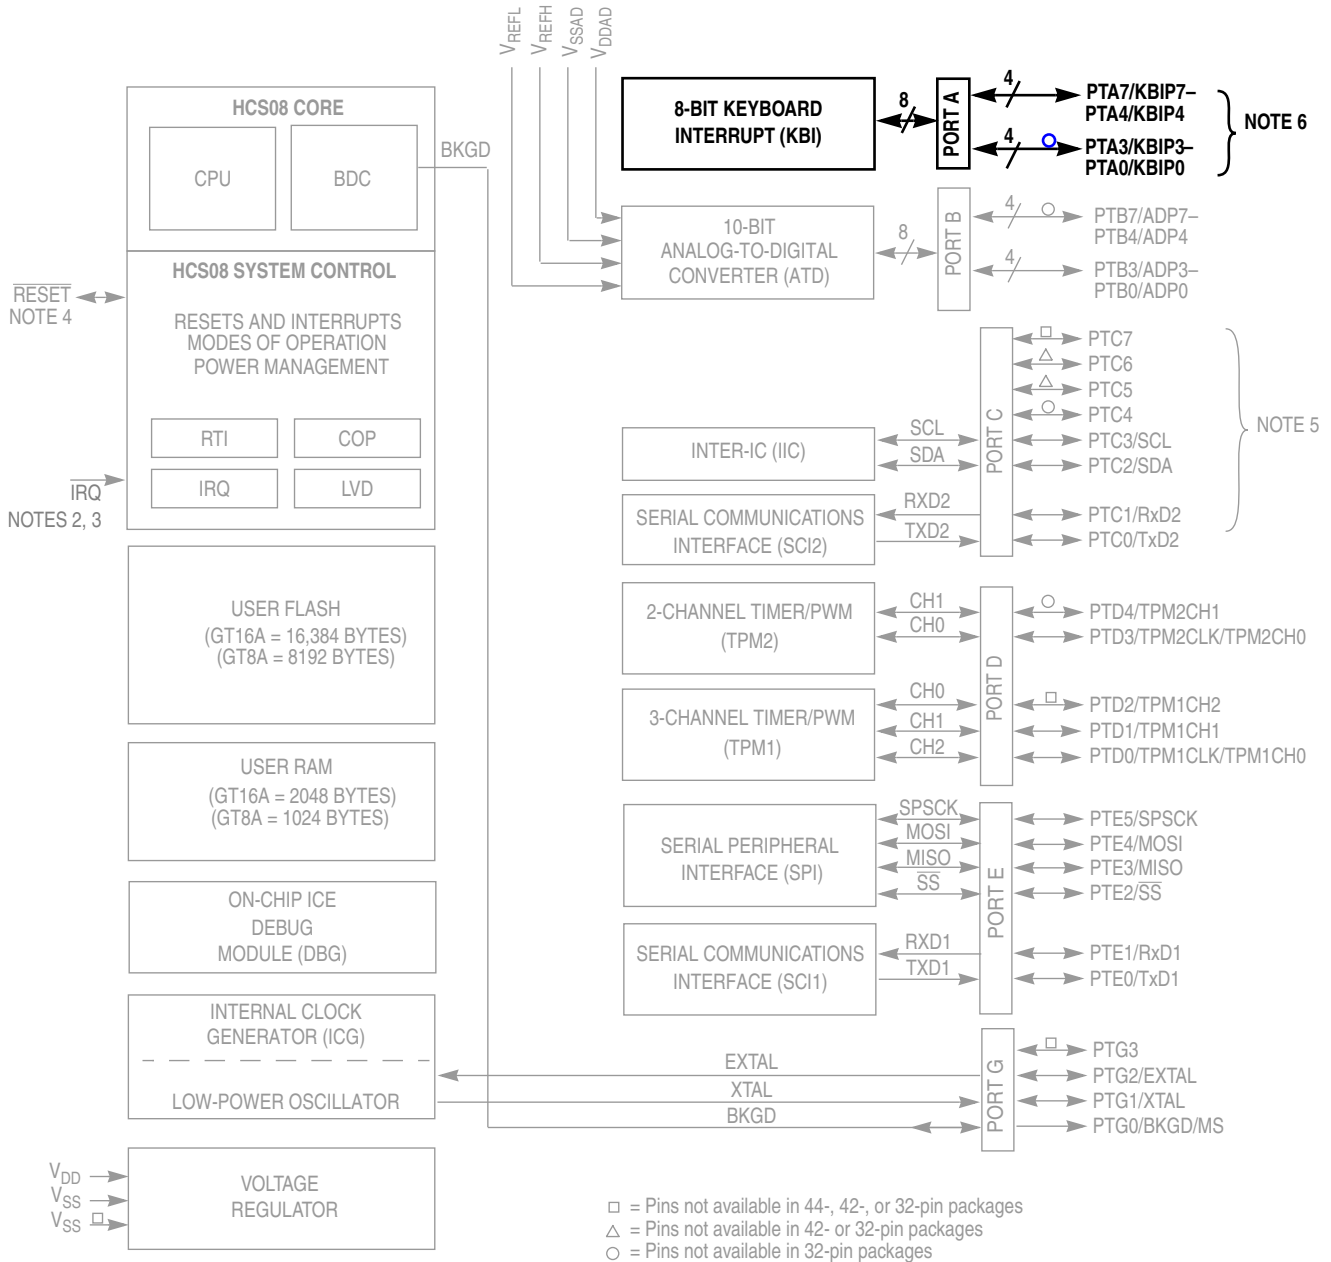 VREFL
VREFH
VSSAD
VDDAD
HCS08 CORE
CPU
BDC
BKGD
HCS08 SYSTEM CONTROL
RESETS AND INTERRUPTS
MODES OF OPERATION
POWER MANAGEMENT
RTI
COP
IRQ
LVD
RESET
NOTE 4
IRQ
NOTES 2, 3
USER FLASH
(GT16A = 16,384 BYTES)
(GT8A = 8192 BYTES)
USER RAM
(GT16A = 2048 BYTES)
(GT8A = 1024 BYTES)
ON-CHIP ICE
DEBUG
MODULE (DBG)
INTERNAL CLOCK
GENERATOR (ICG)
LOW-POWER OSCILLATOR
VDD
VSS
VSS
VOLTAGE
REGULATOR
8-BIT KEYBOARD
INTERRUPT (KBI)
8
PORT A
4
PTA7/KBIP7–
PTA4/KBIP4
4
PTA3/KBIP3–
PTA0/KBIP0
NOTE 6
10-BIT
ANALOG-TO-DIGITAL
CONVERTER (ATD)
8
PORT B
4
PTB7/ADP7–
PTB4/ADP4
4
PTB3/ADP3–
PTB0/ADP0
INTER-IC (IIC)
SCL
SDA
SERIAL COMMUNICATIONS
INTERFACE (SCI2)
RXD2
TXD2
PORT C
PTC7
PTC6
PTC5
PTC4
PTC3/SCL
PTC2/SDA
PTC1/RxD2
PTC0/TxD2
NOTE 5
2-CHANNEL TIMER/PWM
(TPM2)
CH1
CH0
3-CHANNEL TIMER/PWM
(TPM1)
CH0
CH1
CH2
PORT D
PTD4/TPM2CH1
PTD3/TPM2CLK/TPM2CH0
PTD2/TPM1CH2
PTD1/TPM1CH1
PTD0/TPM1CLK/TPM1CH0
SERIAL PERIPHERAL
INTERFACE (SPI)
SPSCK
MOSI
MISO
SS
SERIAL COMMUNICATIONS
INTERFACE (SCI1)
RXD1
TXD1
PORT E
PTE5/SPSCK
PTE4/MOSI
PTE3/MISO
PTE2/SS
PTE1/RxD1
PTE0/TxD1
EXTAL
XTAL
BKGD
PORT G
PTG3
PTG2/EXTAL
PTG1/XTAL
PTG0/BKGD/MS
= Pins not available in 44-, 42-, or 32-pin packages
= Pins not available in 42- or 32-pin packages
= Pins not available in 32-pin packages